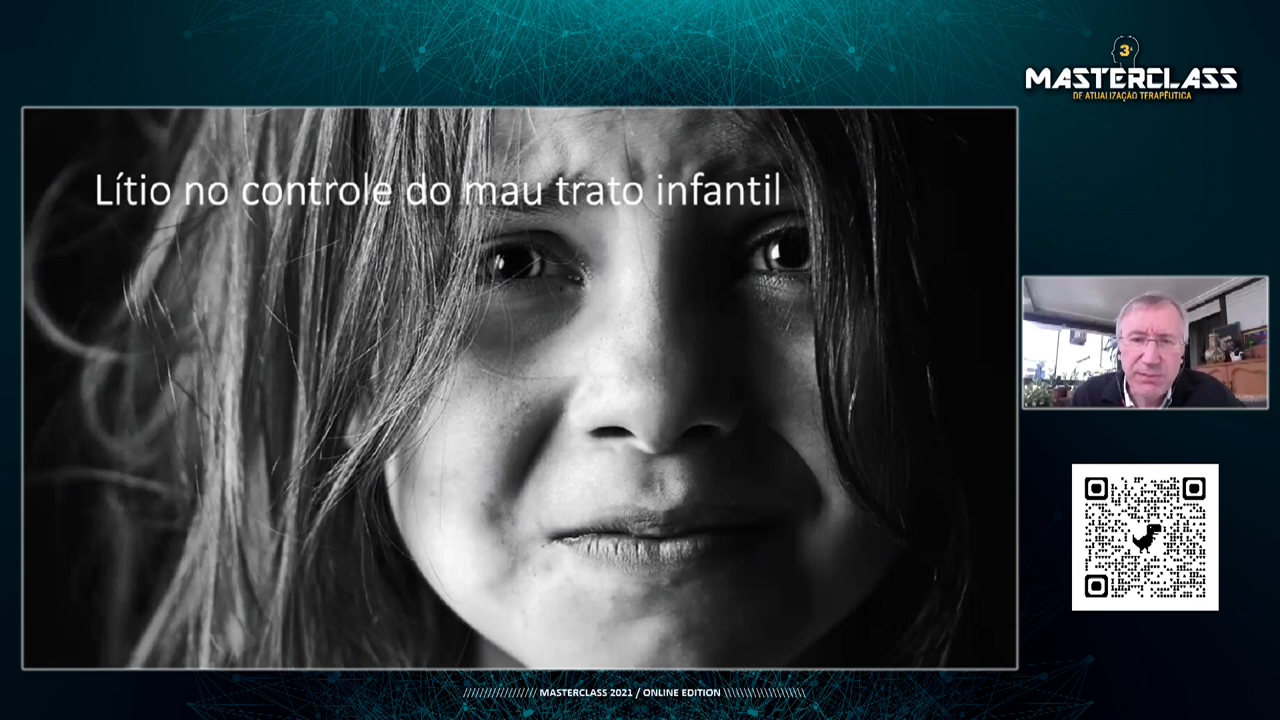 3ª
MASTERCLASS
DE ATUALIZAÇÃO TERAPÊUTICA
Lítio no controle do mau trato infantil
/////////////////// MASTERCLASS 2021 / ONLINE EDITION \\\\\\\\\\\\\\\\\\\\\